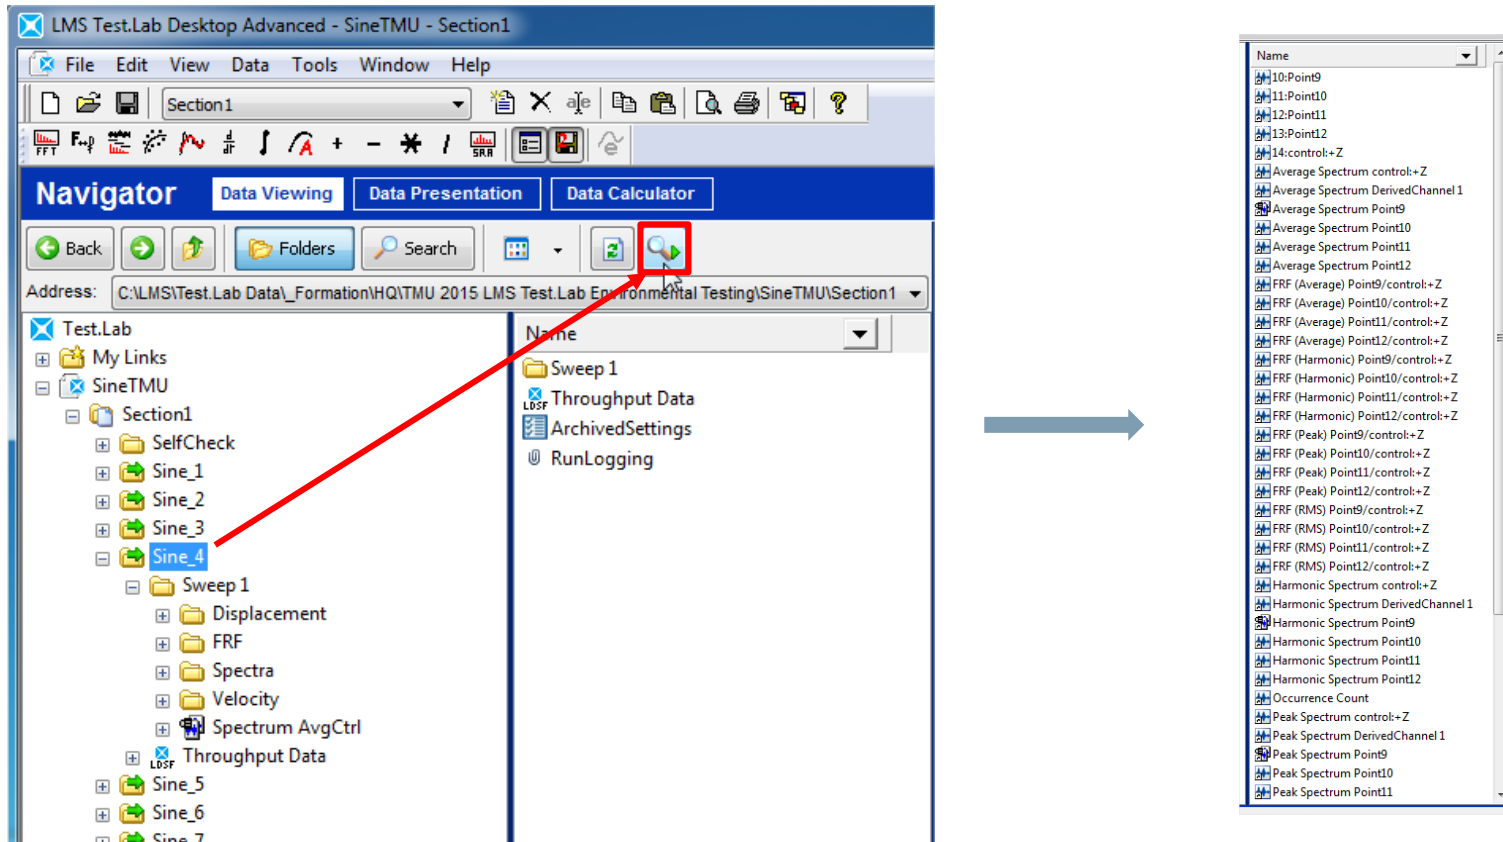 LMS Test.Lab Desktop Advanced - SineTMU - Section1
File Edit View Data Tools Window Help
Section1
FFT
SRR
Navigator Data Viewing Data Presentation Data Calculator
Back Folders Search
Address: C:\LMS\Test.Lab Data\_Formation\HQ\TMU 2015 LMS Test.Lab Environmental Testing\SineTMU\Section1
Test.Lab
My Links
SineTMU
Section1
SelfCheck
Sine_1
Sine_2
Sine_3
Sine_4
Sweep 1
Displacement
FRF
Spectra
Velocity
Spectrum AvgCtrl
LDSF Throughput Data
Sine_5
Sine_6
Sine_7
Name
Sweep 1
LDSF Throughput Data
ArchivedSettings
RunLogging
Name
10:Point9
11:Point10
12:Point11
13:Point12
14:control:+Z
Average Spectrum control:+Z
Average Spectrum DerivedChannel1
Average Spectrum Point9
Average Spectrum Point10
Average Spectrum Point11
Average Spectrum Point12
FRF (Average) Point9/control:+Z
FRF (Average) Point10/control:+Z
FRF (Average) Point11/control:+Z
FRF (Average) Point12/control:+Z
FRF (Harmonic) Point9/control:+Z
FRF (Harmonic) Point10/control:+Z
FRF (Harmonic) Point11/control:+Z
FRF (Harmonic) Point12/control:+Z
FRF (Peak) Point9/control:+Z
FRF (Peak) Point10/control:+Z
FRF (Peak) Point11/control:+Z
FRF (Peak) Point12/control:+Z
FRF (RMS) Point9/control:+Z
FRF (RMS) Point10/control:+Z
FRF (RMS) Point11/control:+Z
FRF (RMS) Point12/control:+Z
Harmonic Spectrum control:+Z
Harmonic Spectrum DerivedChannel1
Harmonic Spectrum Point9
Harmonic Spectrum Point10
Harmonic Spectrum Point11
Harmonic Spectrum Point12
Occurrence Count
Peak Spectrum control:+Z
Peak Spectrum DerivedChannel1
Peak Spectrum Point9
Peak Spectrum Point10
Peak Spectrum Point11